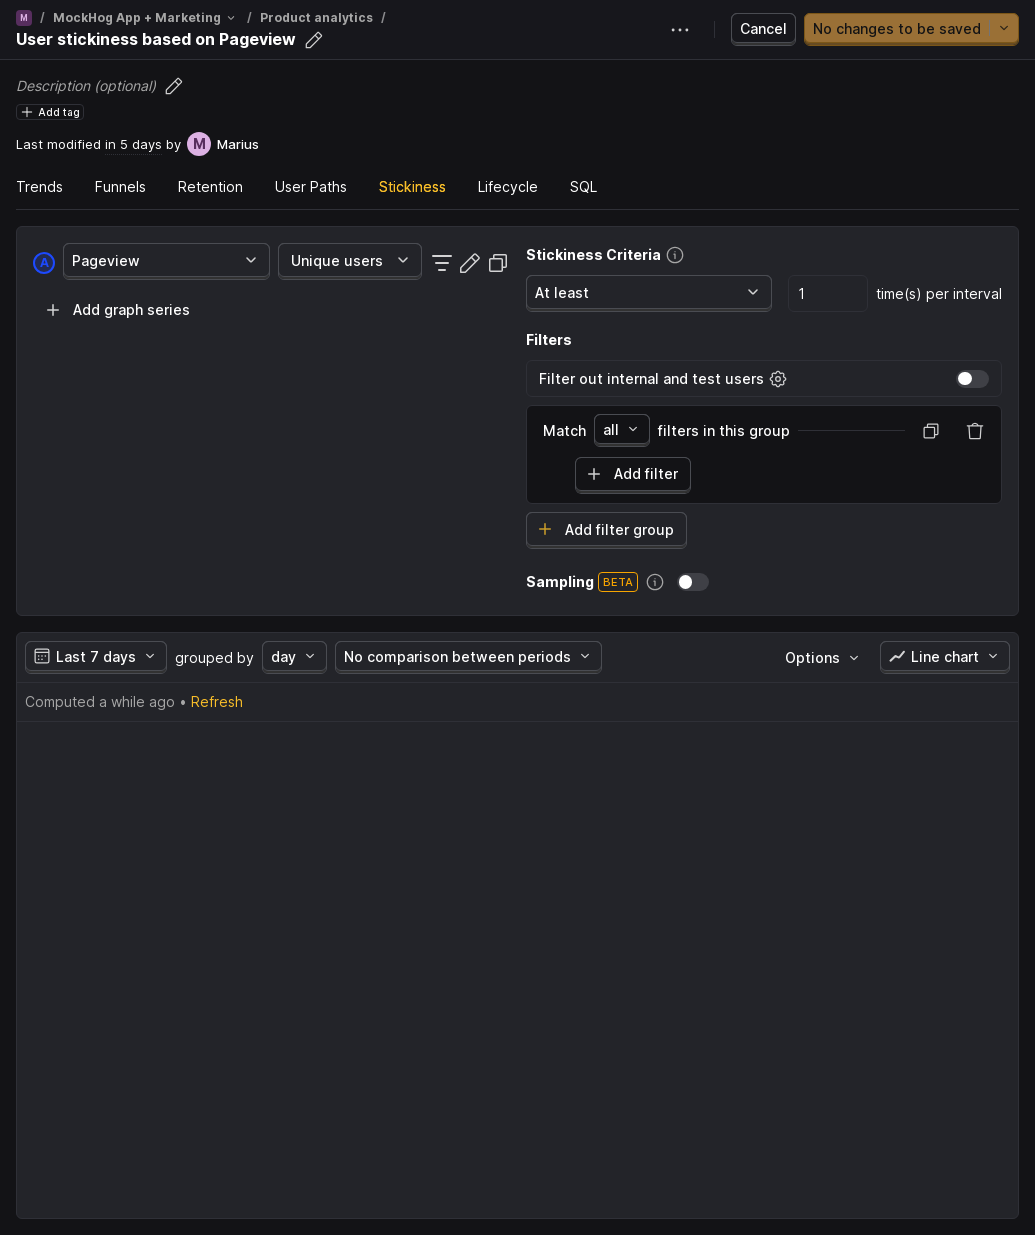 M / MockHog App + Marketing / Product analytics /
User stickiness based on Pageview
Cancel
No changes to be saved
Description (optional)
Add tag
Last modified in 5 days by M Marius
Trends Funnels Retention User Paths Stickiness Lifecycle SQL
A Pageview Unique users
Add graph series
Stickiness Criteria
At least 1 time(s) per interval
Filters
Filter out internal and test users
Match all filters in this group
Add filter
Add filter group
Sampling BETA
Last 7 days grouped by day No comparison between periods Options Line chart
Computed a while ago • Refresh